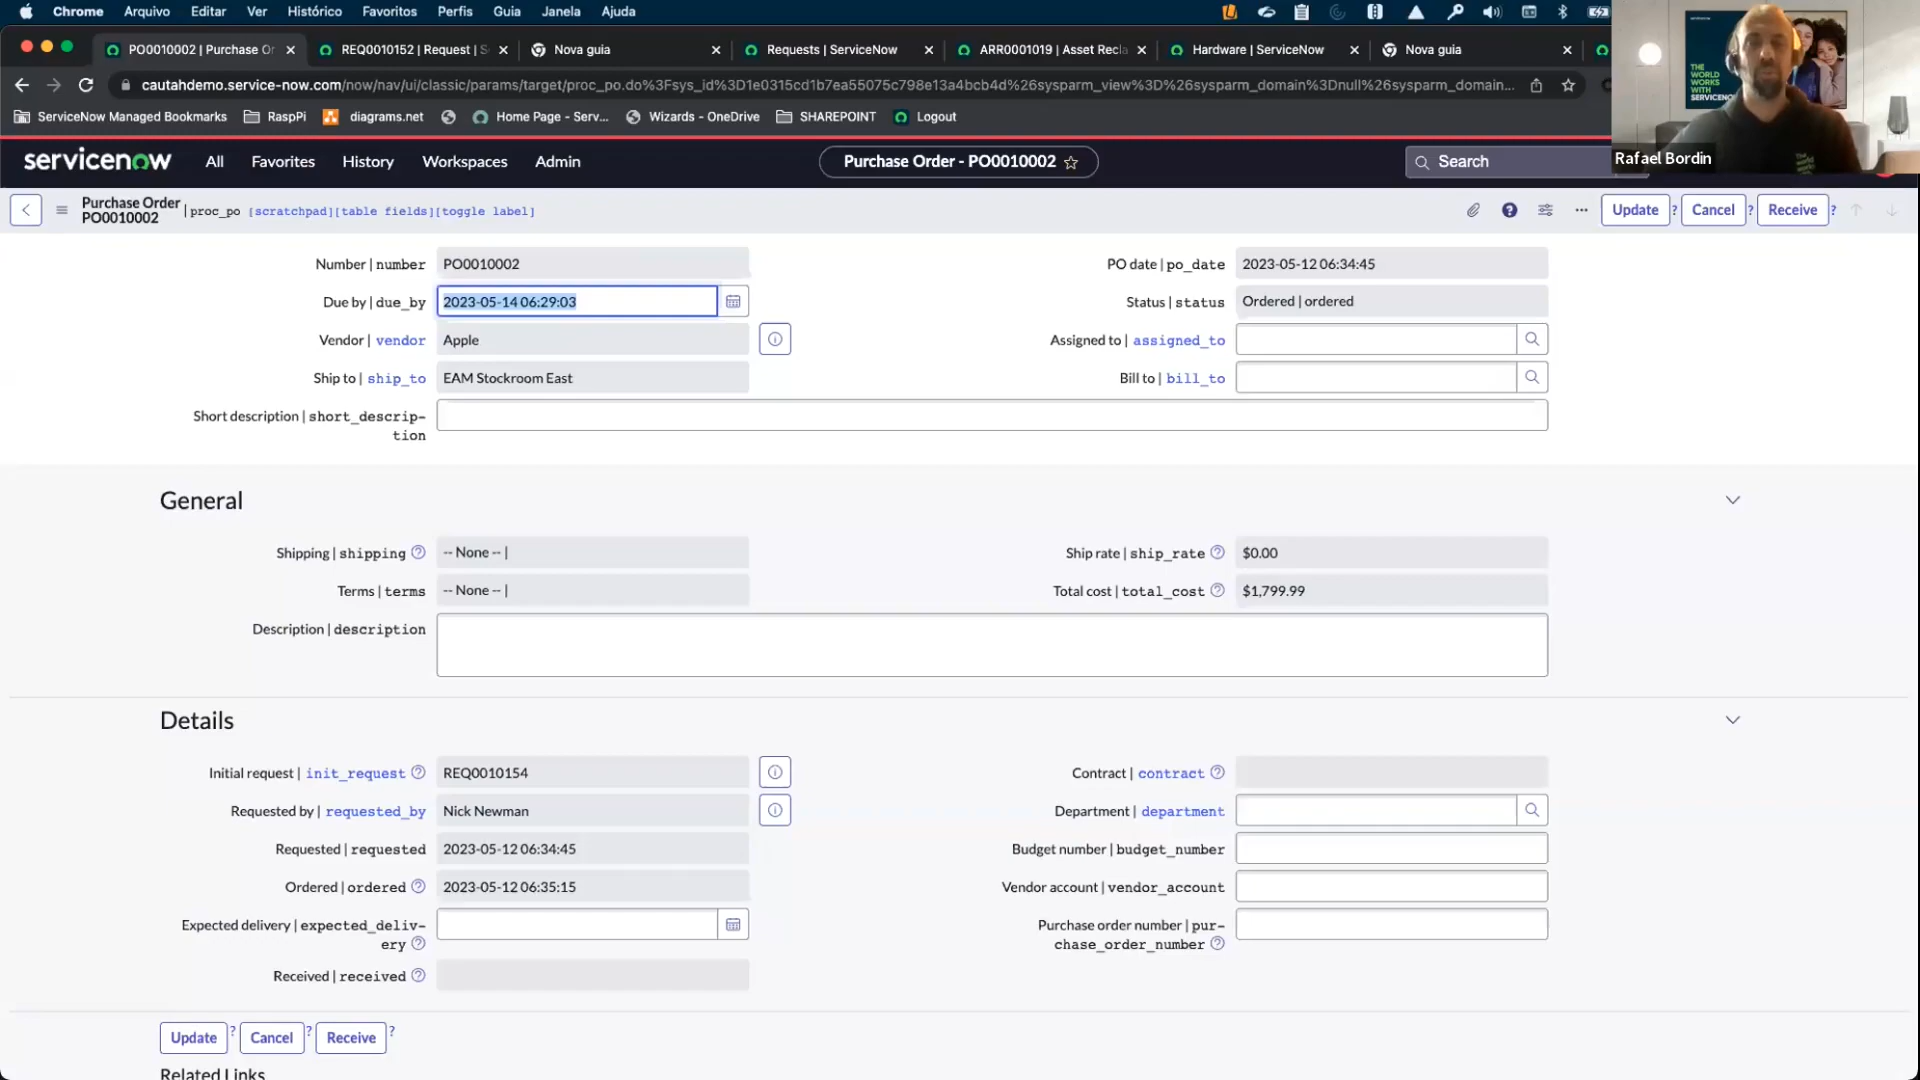 Chrome Arquivo Editar Ver Histórico Favoritos Perfis Guia Janela Ajuda
PO0010002 | Purchase Or REQ0010152 | Request | S Nova guia Requests | ServiceNow ARR0001019 | Asset Recla Hardware | ServiceNow Nova guia
cautahdemo.service-now.com/now/nav/ui/classic/params/target/proc_po.do%3Fsys_id%3D1e0315cd1b7ea55075c798e13a4bcb4d%26sysparm_view%3D%26sysparm_domain%3Dnull%26sysparm_domain...
ServiceNow Managed Bookmarks RaspPi diagrams.net Home Page - Serv... Wizards - OneDrive SHAREPOINT Logout
THE
WORLD
WORKS
WITH
SERVICENOW
Rafael Bordin
servicenow All Favorites History Workspaces Admin Purchase Order - PO0010002 Search
Purchase Order
PO0010002 | proc_po [scratchpad][table fields][toggle label] ... Update ? Cancel ? Receive ?
Number | number PO0010002 PO date | po_date 2023-05-12 06:34:45
Due by | due_by 2023-05-14 06:29:03 Status | status Ordered | ordered
Vendor | vendor Apple Assigned to | assigned_to
Ship to | ship_to EAM Stockroom East Bill to | bill_to
Short description | short_descrip-
tion
General
Shipping | shipping -- None -- | Ship rate | ship_rate $0.00
Terms | terms -- None -- | Total cost | total_cost $1,799.99
Description | description
Details
Initial request | init_request REQ0010154 Contract | contract
Requested by | requested_by Nick Newman Department | department
Requested | requested 2023-05-12 06:34:45 Budget number | budget_number
Ordered | ordered 2023-05-12 06:35:15 Vendor account | vendor_account
Expected delivery | expected_deliv-
ery Purchase order number | pur-
chase_order_number
Received | received
Update ? Cancel ? Receive ?
Related Links